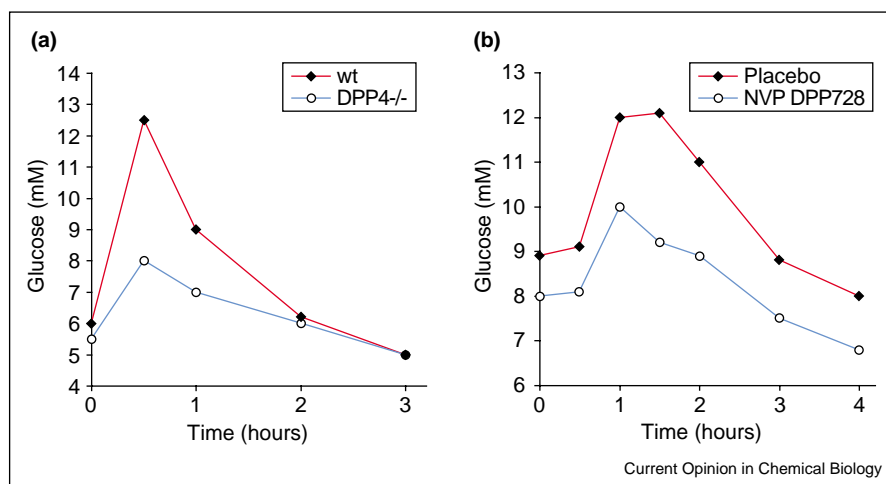 (a)
wt
DPP4-/-
14
13
12
11
10
9
8
7
6
5
4
Glucose (mM)
0 1 2 3
Time (hours)
(b)
Placebo
NVP DPP728
13
12
11
10
9
8
7
6
Glucose (mM)
0 1 2 3 4
Time (hours)
Current Opinion in Chemical Biology